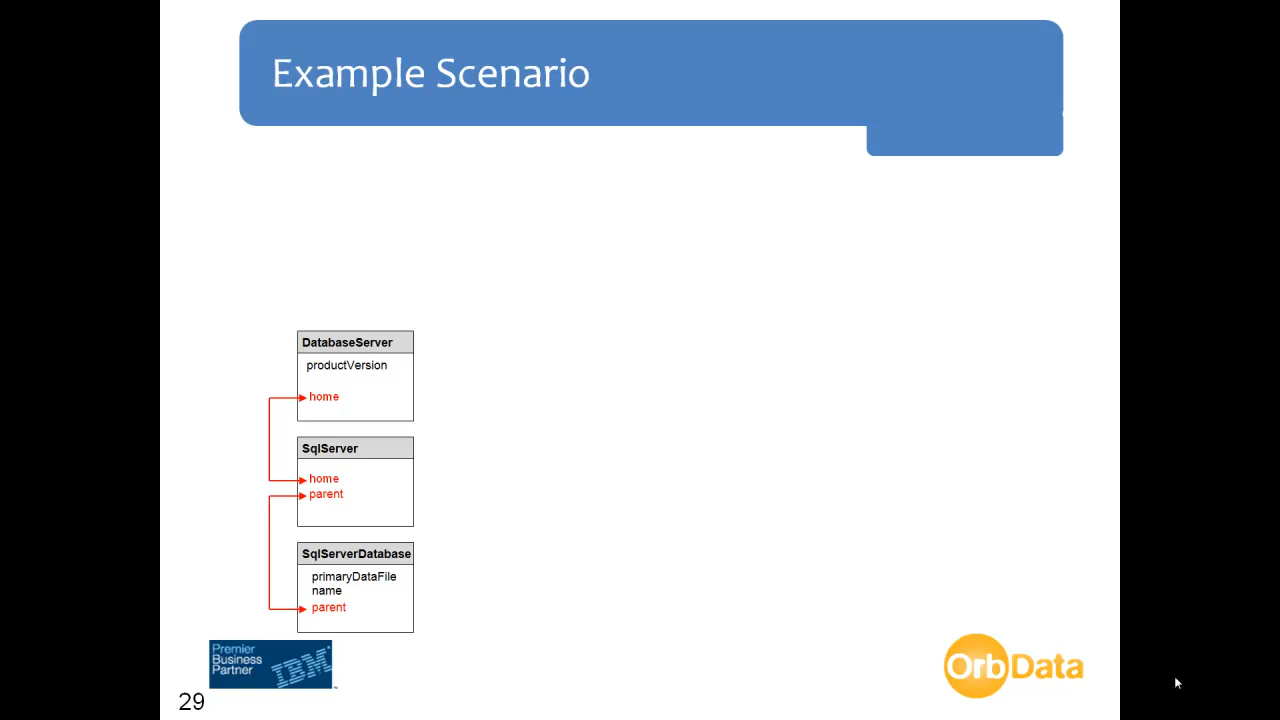 Example Scenario
DatabaseServer
productVersion
home
SqlServer
home
parent
SqlServerDatabase
primaryDataFile
name
parent
Premier
Business
Partner
IBM
OrbData
29